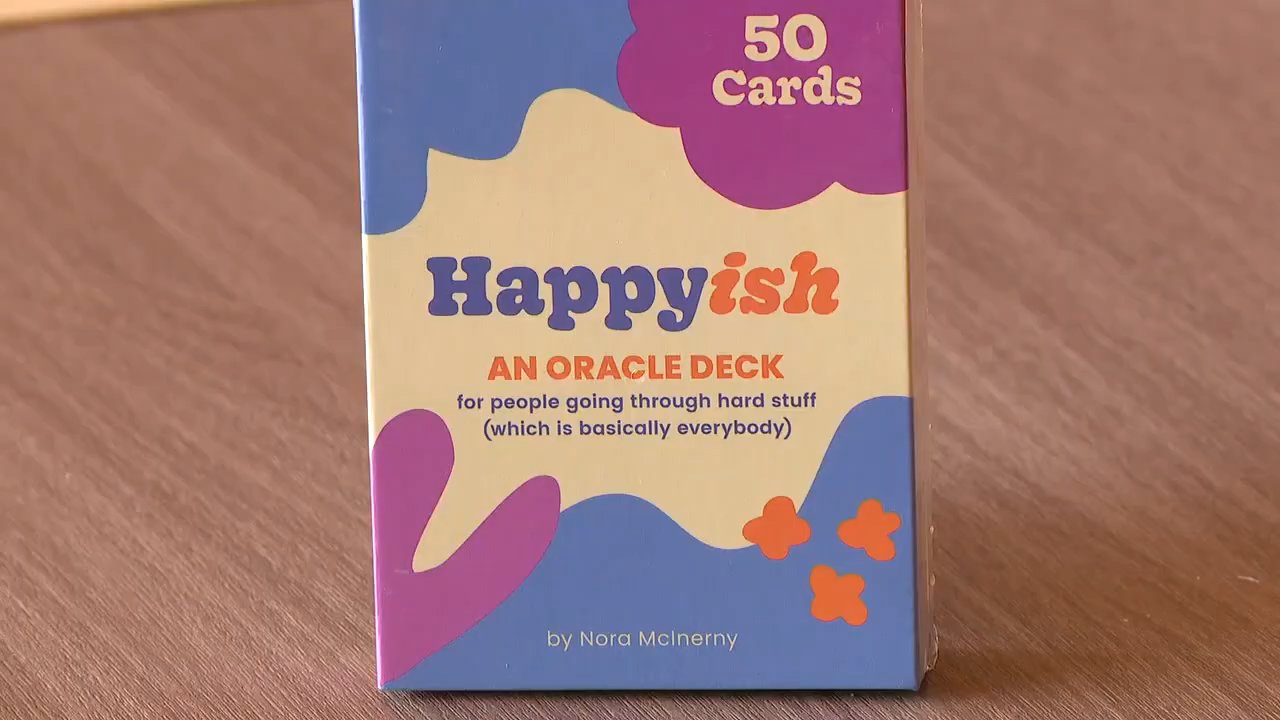 50
Cards
Happyish
AN ORACLE DECK
for people going through hard stuff
(which is basically everybody)
by Nora McInerny